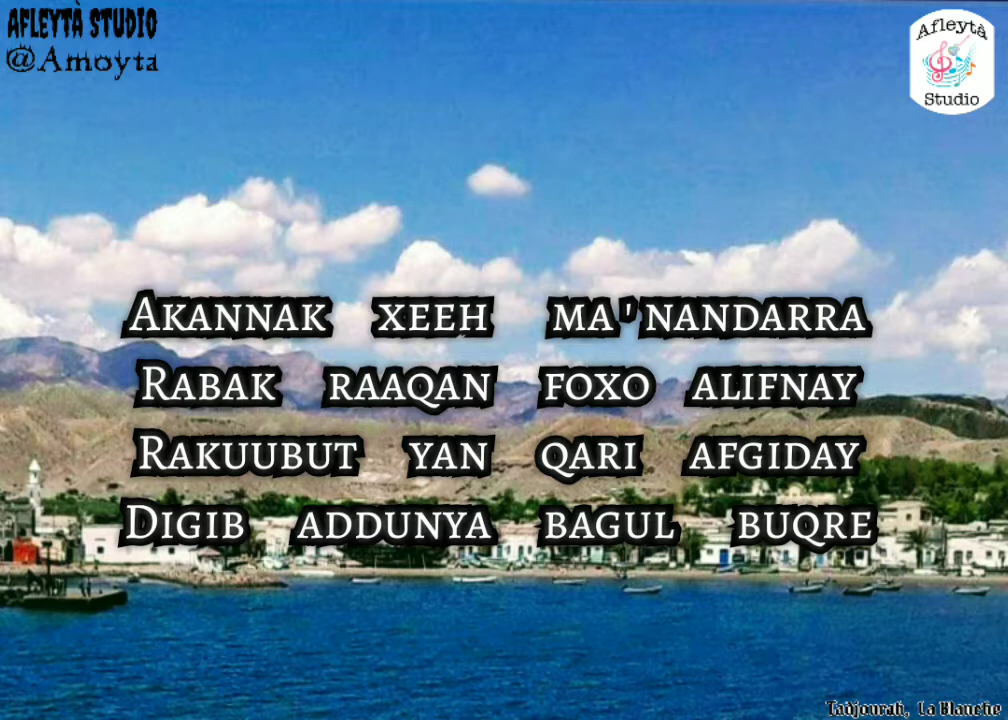 AFLEYTÀ STUDIO
@Amoyta
Afleytà
Studio
Akannak xeeh ma'nandarra
Rabak raaqan foxo alifnay
Rakuubut yan qari afgiday
Digib addunya bagul buqre
Tadjourah, La Blanche